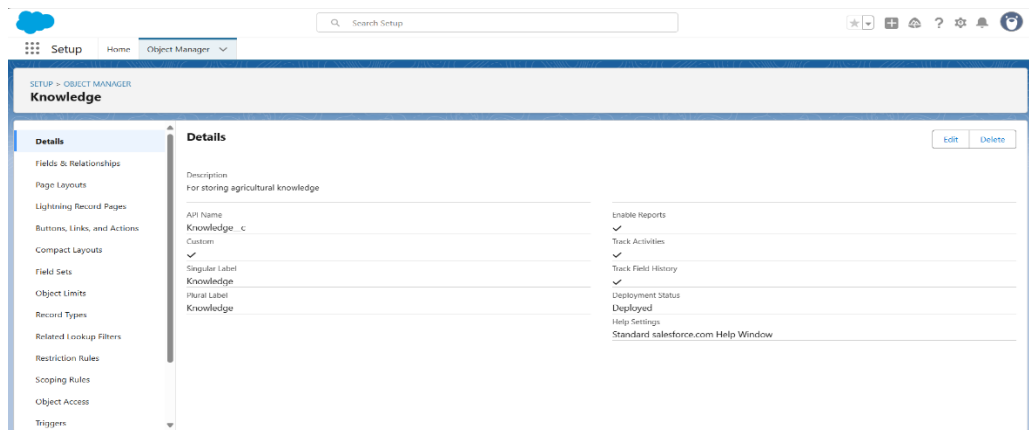 Search Setup
Setup Home Object Manager
SETUP > OBJECT MANAGER
Knowledge
Details
Fields & Relationships
Page Layouts
Lightning Record Pages
Buttons, Links, and Actions
Compact Layouts
Field Sets
Object Limits
Record Types
Related Lookup Filters
Restriction Rules
Scoping Rules
Object Access
Triggers
Details
Edit Delete
Description
For storing agricultural knowledge
API Name
Knowledge__c
Custom
Singular Label
Knowledge
Plural Label
Knowledge
Enable Reports
Track Activities
Track Field History
Deployment Status
Deployed
Help Settings
Standard salesforce.com Help Window